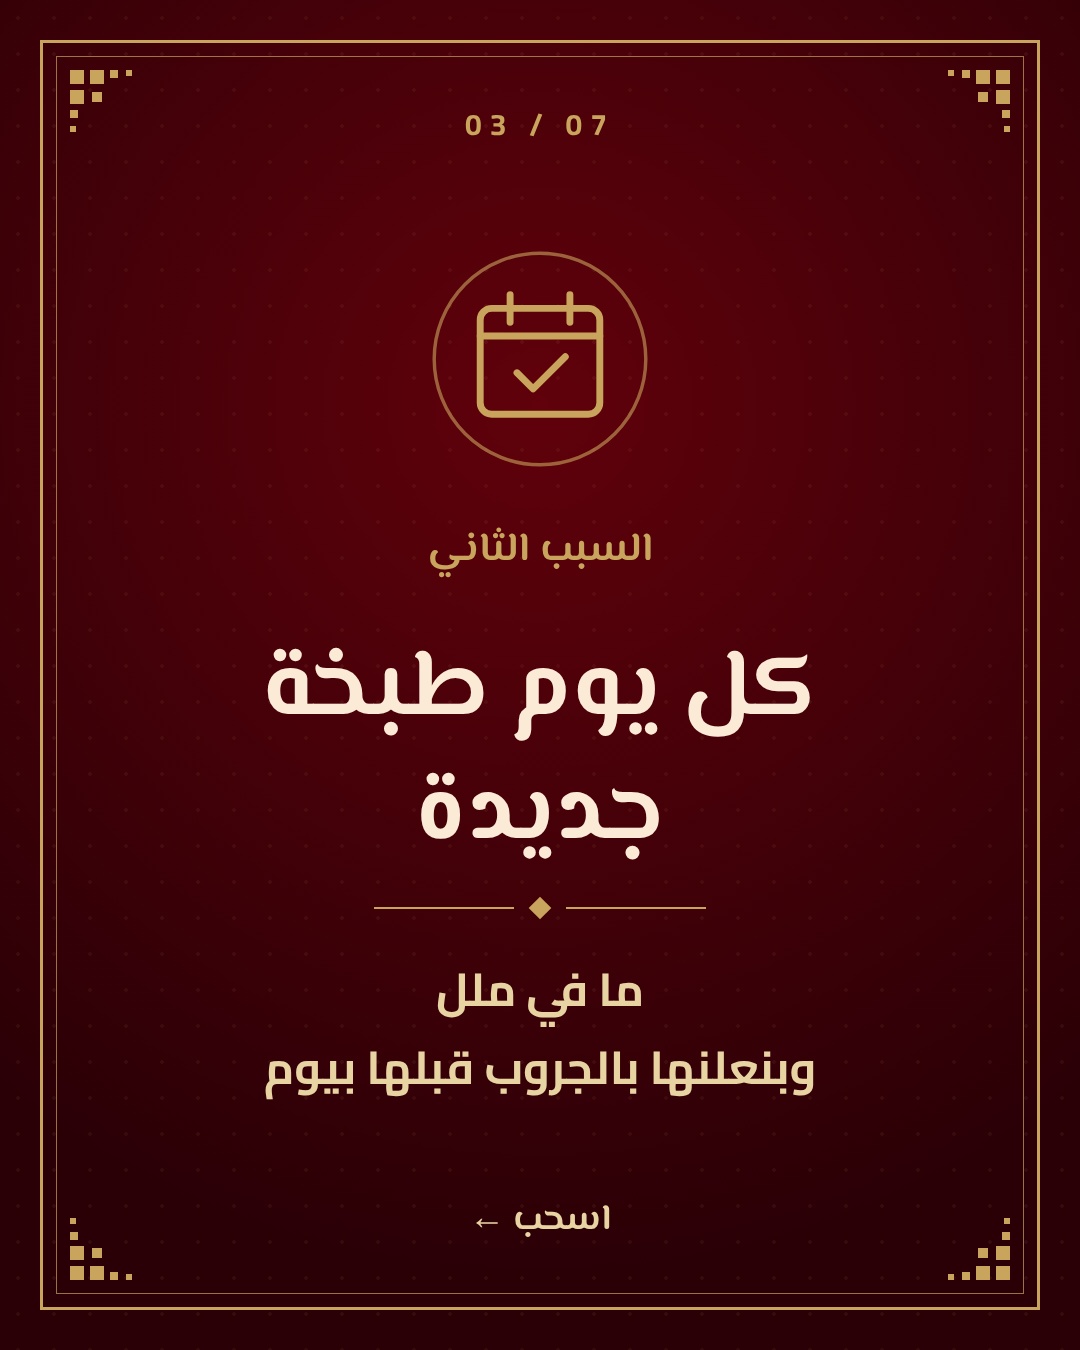 03 / 07
السبب الثاني
كل يوم طبخة
جديدة
ما في ملل
وبنعلنها بالجروب قبلها بيوم
اسحب ←